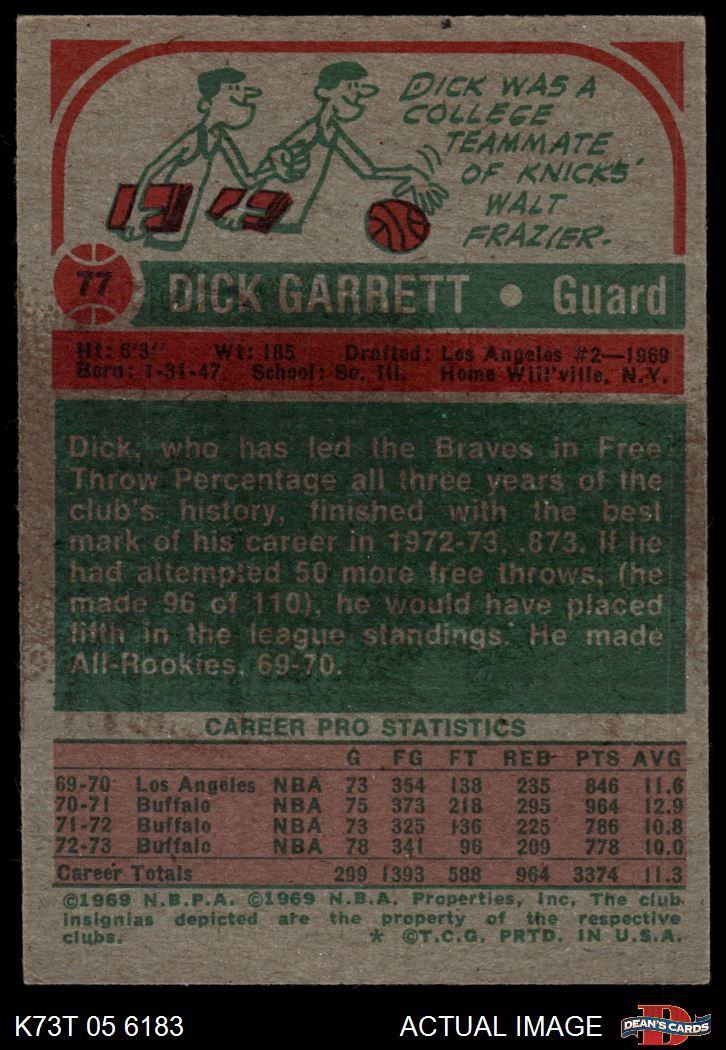 DICK WAS A
COLLEGE
TEAMMATE
OF KNICKS'
WALT
FRAZIER.
77 DICK GARRETT • Guard
Ht: 6'3" Wt: 185 Drafted: Los Angeles #2—1969
Born: 1-31-47 School: So. Ill. Home Will'ville, N.Y.
Dick, who has led the Braves in Free
Throw Percentage all three years of the
club's history, finished with the best
mark of his career in 1972-73, .873. If he
had attempted 50 more free throws, (he
made 96 of 110), he would have placed
fifth in the league standings. He made
All-Rookies, 69-70.
CAREER PRO STATISTICS
G FG FT REB PTS AVG
69-70 Los Angeles NBA 73 354 138 235 846 11.6
70-71 Buffalo NBA 75 373 218 295 964 12.9
71-72 Buffalo NBA 73 325 136 225 786 10.8
72-73 Buffalo NBA 78 341 96 209 778 10.0
Career Totals 299 1393 588 964 3374 11.3
©1969 N.B.P.A. ©1969 N.B.A. Properties, Inc. The club
insignias depicted are the property of the respective
clubs. * ©T.C.G. PRTD. IN U.S.A.
K73T 05 6183 ACTUAL IMAGE DEAN'S CARDS